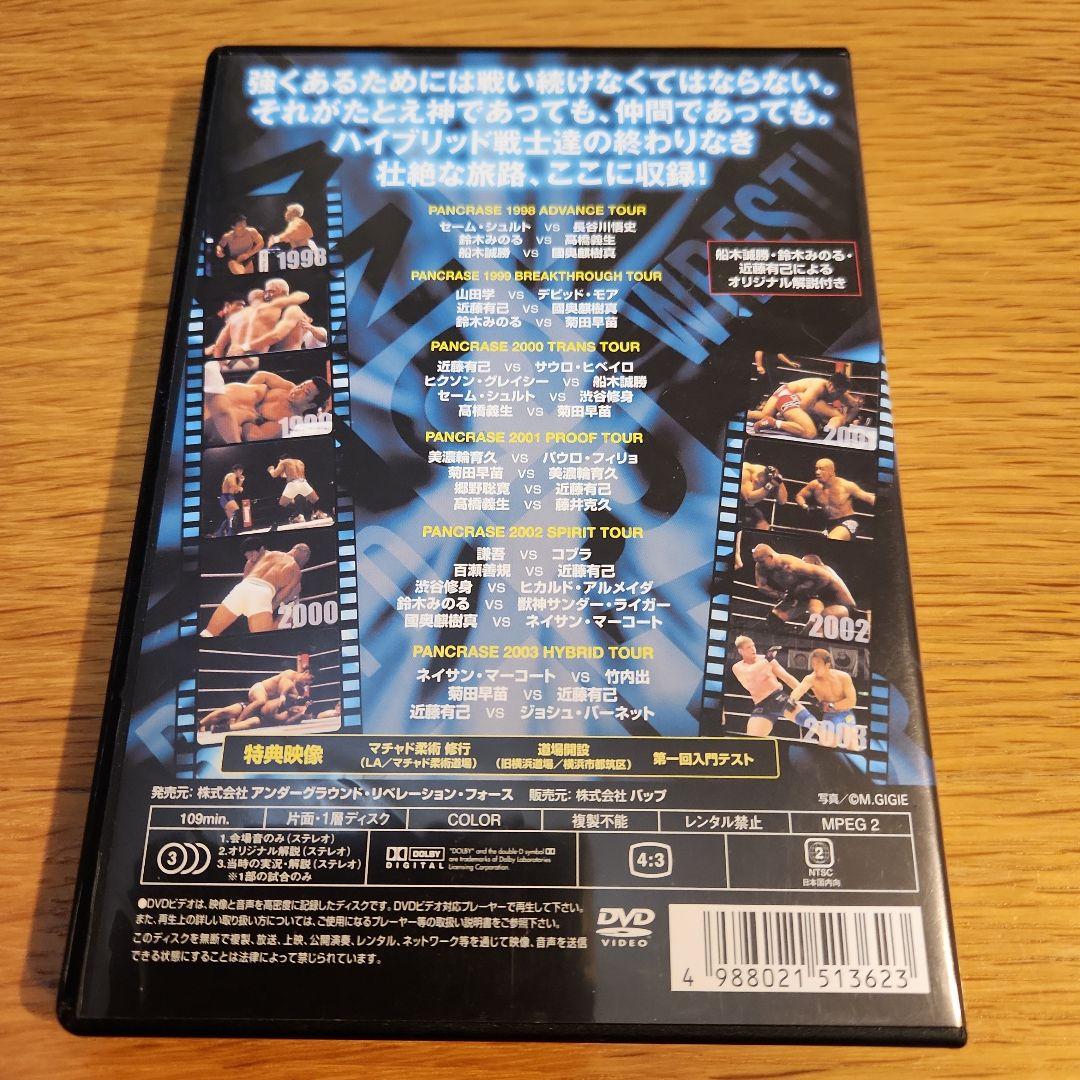 強くあるためには戦い続けなくてはならない。
それがたとえ神であっても、仲間であっても。
ハイブリッド戦士達の終わりなき
壮絶な旅路、ここに収録!
PANCRASE 1998 ADVANCE TOUR
セーム・シュルト VS 長谷川悟史
鈴木みのる VS 高橋義生
船木誠勝 VS 國奥麒樹真
船木誠勝・鈴木みのる・
近藤有己による
オリジナル解説付き
1998
PANCRASE 1999 BREAKTHROUGH TOUR
山田学 VS デビッド・モア
近藤有己 VS 國奥麒樹真
鈴木みのる VS 菊田早苗
PANCRASE 2000 TRANS TOUR
近藤有己 VS サウロ・ヒベイロ
ヒクソン・グレイシー VS 船木誠勝
セーム・シュルト VS 渋谷修身
高橋義生 VS 菊田早苗
1999
2001
PANCRASE 2001 PROOF TOUR
美濃輪育久 VS パウロ・フィリョ
菊田早苗 VS 美濃輪育久
郷野聡寛 VS 近藤有己
高橋義生 VS 藤井克久
PANCRASE 2002 SPIRIT TOUR
謙吾 VS コブラ
百瀬善規 VS 近藤有己
渋谷修身 VS ヒカルド・アルメイダ
鈴木みのる VS 獣神サンダー・ライガー
國奥麒樹真 VS ネイサン・マーコート
2000
2002
PANCRASE 2003 HYBRID TOUR
ネイサン・マーコート VS 竹内出
菊田早苗 VS 近藤有己
近藤有己 VS ジョシュ・バーネット
2003
特典映像
マチャド柔術 修行
(LA/マチャド柔術道場)
道場開設
(旧横浜道場/横浜市都筑区)
第一回入門テスト
発売元: 株式会社 アンダーグラウンド・リベレーション・フォース 販売元: 株式会社 バップ
写真/©M.GIGIE
109min. 片面・1層ディスク COLOR 複製不能 レンタル禁止 MPEG 2
3
1.会場音のみ(ステレオ)
2.オリジナル解説(ステレオ)
3.当時の実況・解説(ステレオ)
※1部の試合のみ
DOLBY DIGITAL
"DOLBY" and the double-D symbol
are trademarks of Dolby Laboratories
Licensing Corporation.
4:3
2
NTSC
日本国内向
●DVDビデオは、映像と音声を高密度に記録したディスクです。DVDビデオ対応プレーヤーで再生して下さい。
また、再生上の詳しい取り扱い方については、ご使用になるプレーヤー等の取扱い説明書をご参照下さい。
このディスクを無断で複製、放送、上映、公開演奏、レンタル、ネットワーク等を通じて映像、音声を送信
できる状態にすることは法律によって禁じられています。
DVD
VIDEO
4 988021 513623